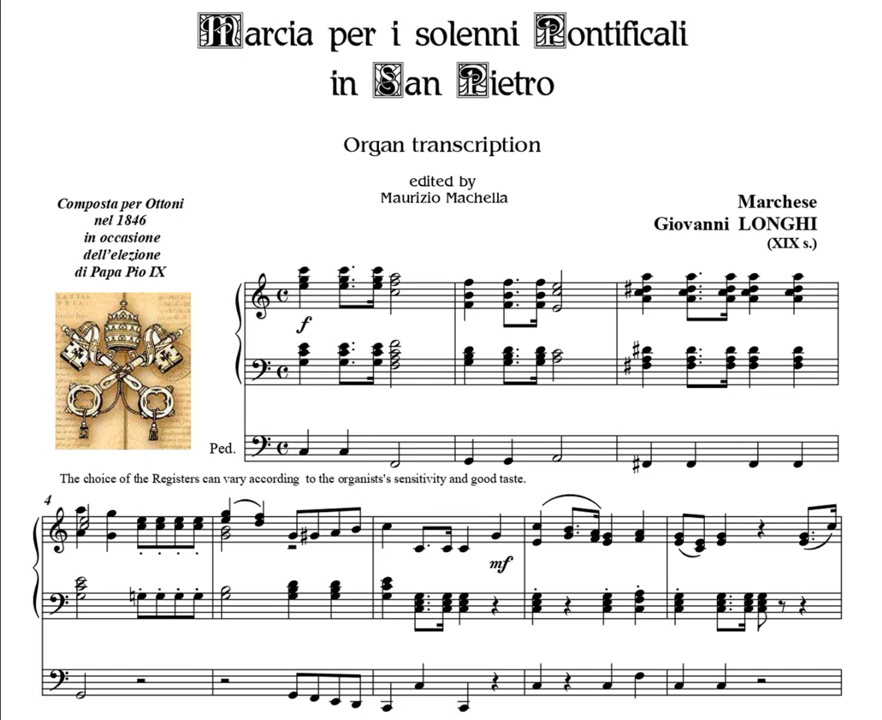 Marcia per i solenni Pontificali
in San Pietro
Organ transcription
edited by
Maurizio Machella
Composta per Ottoni
nel 1846
in occasione
dell'elezione
di Papa Pio IX
Marchese
Giovanni LONGHI
(XIX s.)
f
Ped.
The choice of the Registers can vary according to the organists's sensitivity and good taste.
4
mf